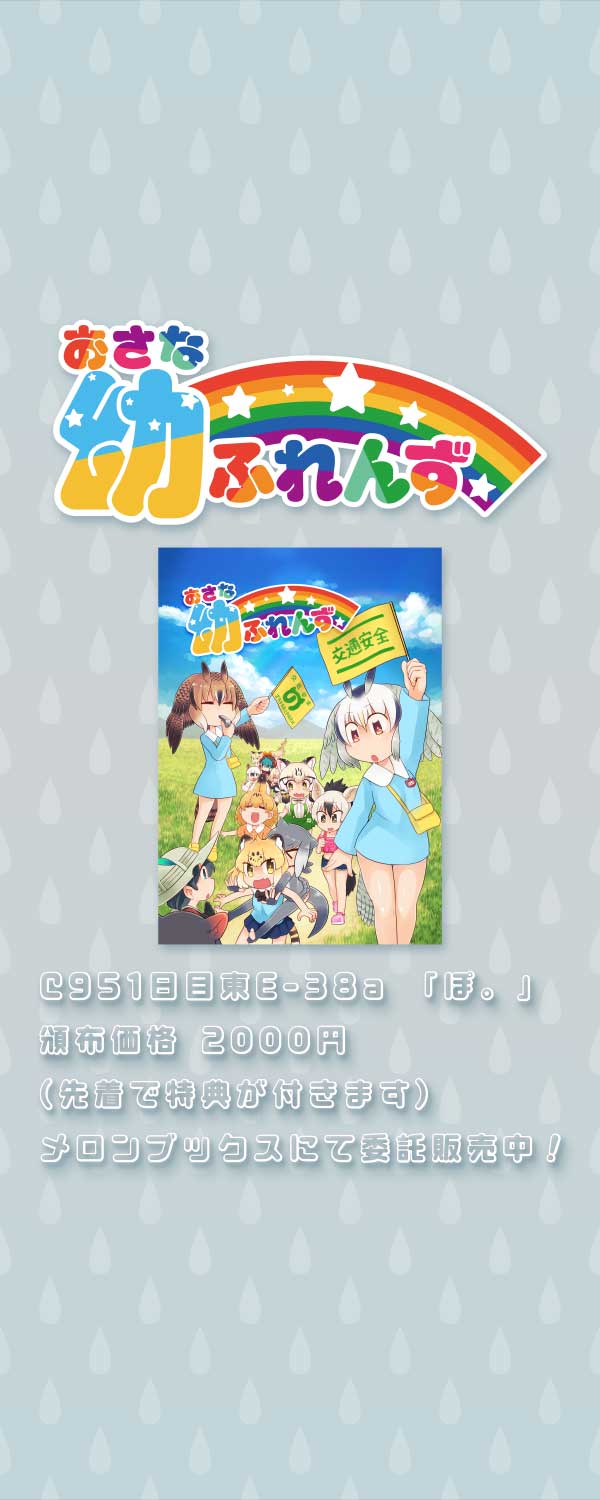 おさな
幼ふれんず
おさな
幼ふれんず
交通安全
C951日目東E-38a 「ぽ。」
頒布価格 2000円
(先着で特典が付きます)
メロンブックスにて委託販売中！